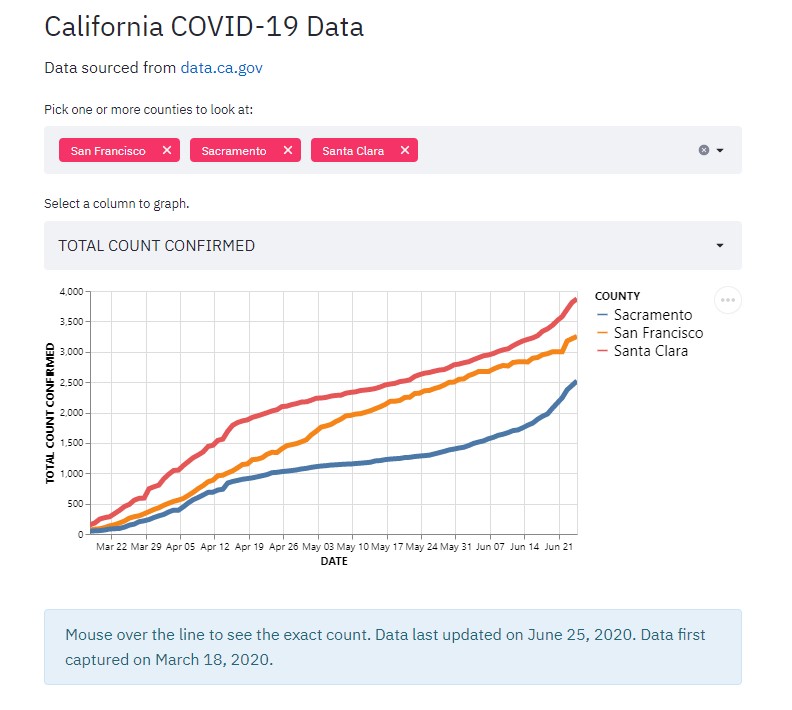 California COVID-19 Data
Data sourced from data.ca.gov
Pick one or more counties to look at:
San Francisco × Sacramento × Santa Clara ×
Select a column to graph.
TOTAL COUNT CONFIRMED
4,000
3,500
3,000
2,500
2,000
1,500
1,000
500
0
TOTAL COUNT CONFIRMED
Mar 22 Mar 29 Apr 05 Apr 12 Apr 19 Apr 26 May 03 May 10 May 17 May 24 May 31 Jun 07 Jun 14 Jun 21
DATE
COUNTY
Sacramento
San Francisco
Santa Clara
Mouse over the line to see the exact count. Data last updated on June 25, 2020. Data first
captured on March 18, 2020.